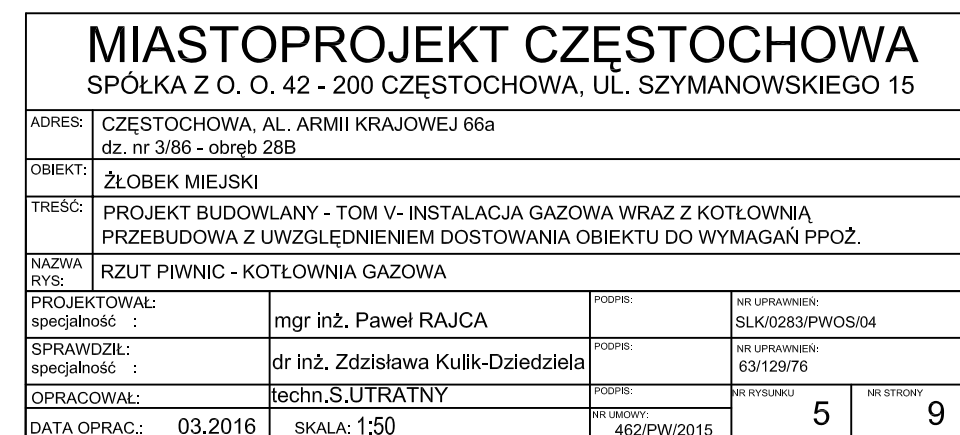 MIASTOPROJEKT CZĘSTOCHOWA
SPÓŁKA Z O. O. 42 - 200 CZĘSTOCHOWA, UL. SZYMANOWSKIEGO 15
ADRES: CZĘSTOCHOWA, AL. ARMII KRAJOWEJ 66a
dz. nr 3/86 - obręb 28B
OBIEKT: ŻŁOBEK MIEJSKI
TREŚĆ: PROJEKT BUDOWLANY - TOM V- INSTALACJA GAZOWA WRAZ Z KOTŁOWNIĄ
PRZEBUDOWA Z UWZGLĘDNIENIEM DOSTOWANIA OBIEKTU DO WYMAGAŃ PPOŻ.
NAZWA RYS: RZUT PIWNIC - KOTŁOWNIA GAZOWA
PROJEKTOWAŁ: PODPIS: NR UPRAWNIEŃ:
specjalność : mgr inż. Paweł RAJCA SLK/0283/PWOS/04
SPRAWDZIŁ: PODPIS: NR UPRAWNIEŃ:
specjalność : dr inż. Zdzisława Kulik-Dziedziela 63/129/76
OPRACOWAŁ: techn.S.UTRATNY PODPIS: NR RYSUNKU 5 NR STRONY 9
DATA OPRAC.: 03.2016 SKALA: 1:50 NR UMOWY: 462/PW/2015